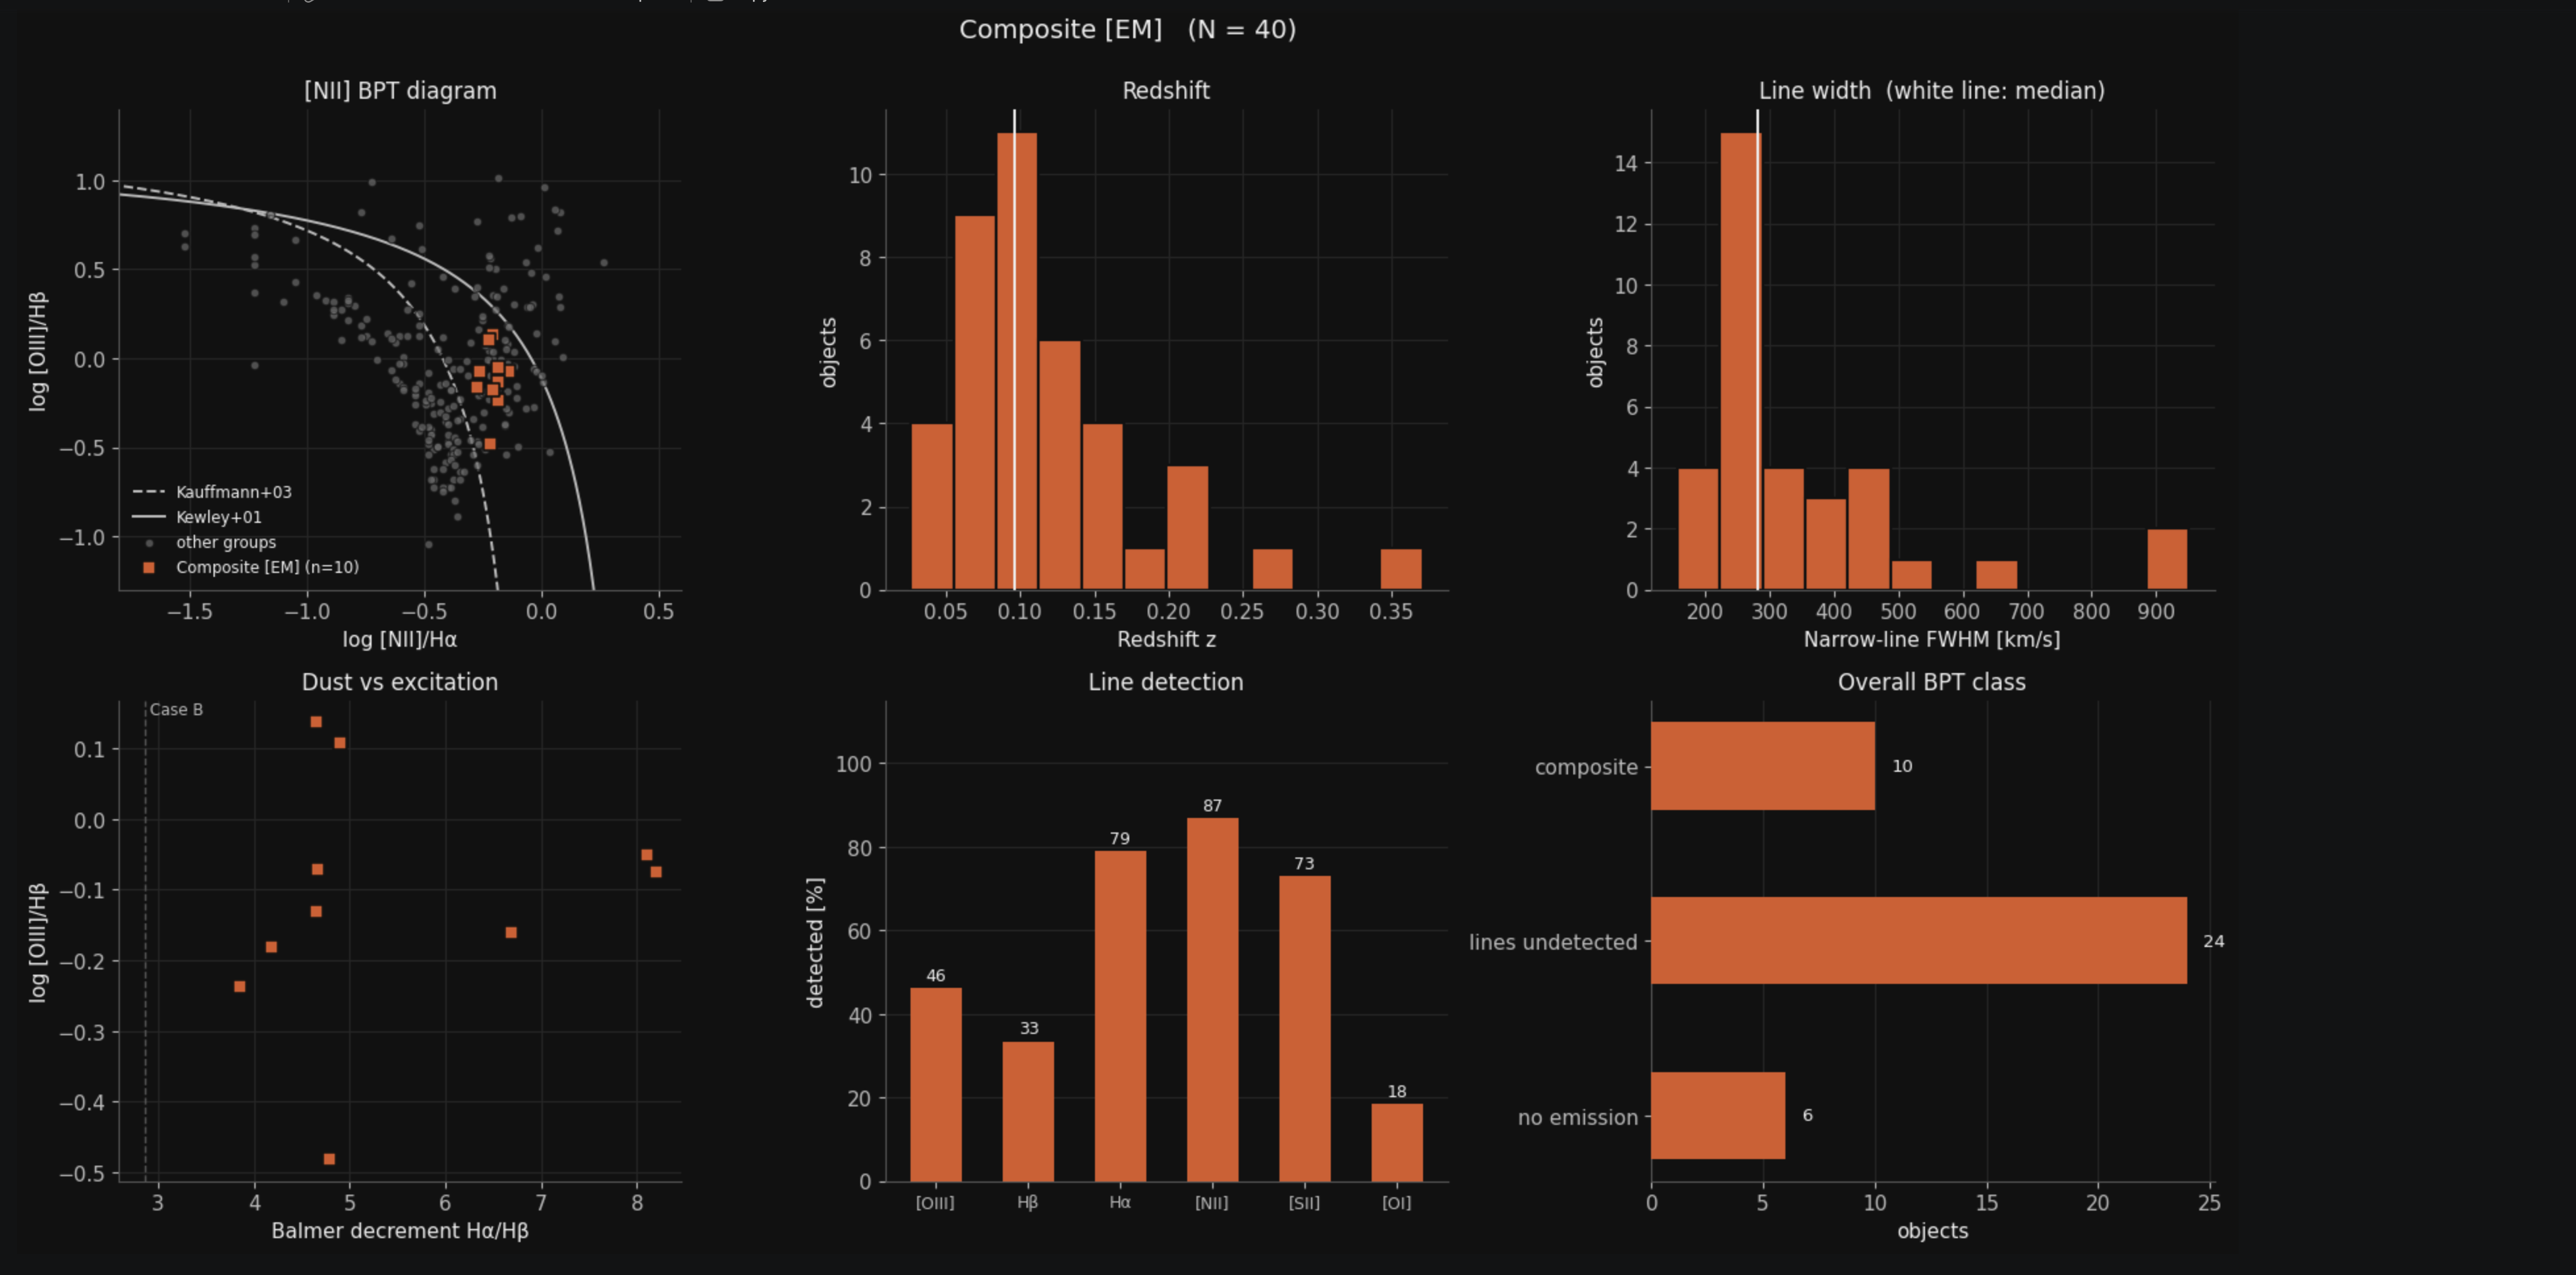 Composite [EM]   (N = 40)
[NII] BPT diagram
log [OIII]/Hβ
1.0
0.5
0.0
−0.5
−1.0
Kauffmann+03
Kewley+01
other groups
Composite [EM] (n=10)
−1.5
−1.0
−0.5
0.0
0.5
log [NII]/Hα
Redshift
objects
10
8
6
4
2
0
0.05
0.10
0.15
0.20
0.25
0.30
0.35
Redshift z
Line width  (white line: median)
objects
14
12
10
8
6
4
2
0
200
300
400
500
600
700
800
900
Narrow-line FWHM [km/s]
Dust vs excitation
Case B
log [OIII]/Hβ
0.1
0.0
−0.1
−0.2
−0.3
−0.4
−0.5
3
4
5
6
7
8
Balmer decrement Hα/Hβ
Line detection
detected [%]
100
80
60
40
20
0
46
33
79
87
73
18
[OIII]
Hβ
Hα
[NII]
[SII]
[OI]
Overall BPT class
composite
10
lines undetected
24
no emission
6
0
5
10
15
20
25
objects